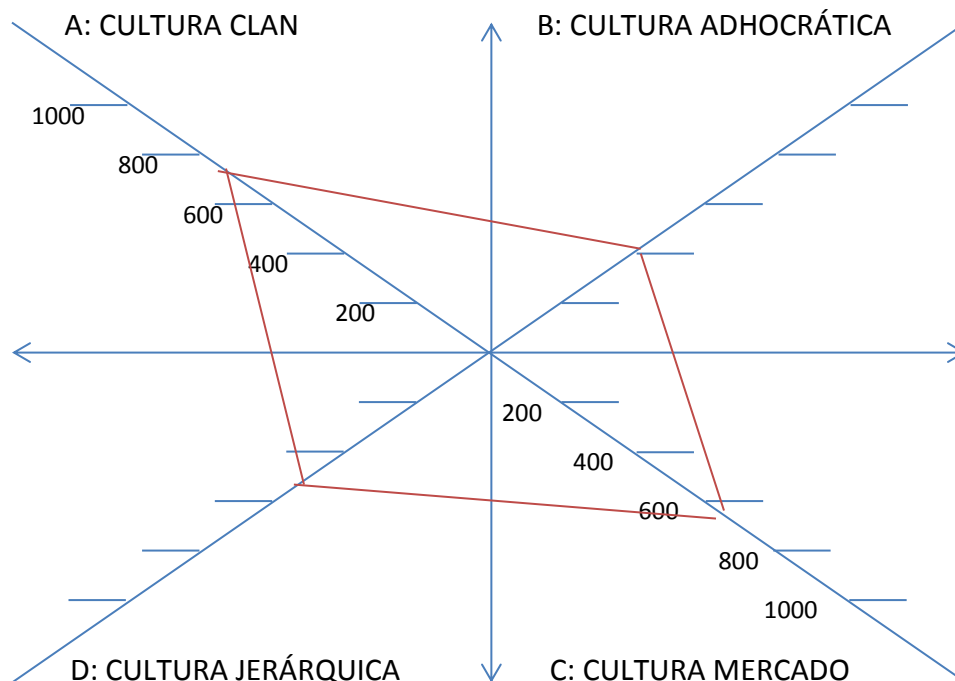 A: CULTURA CLAN
B: CULTURA ADHOCRÁTICA
1000
800
600
400
200
200
400
600
800
1000
D: CULTURA JERÁRQUICA
C: CULTURA MERCADO